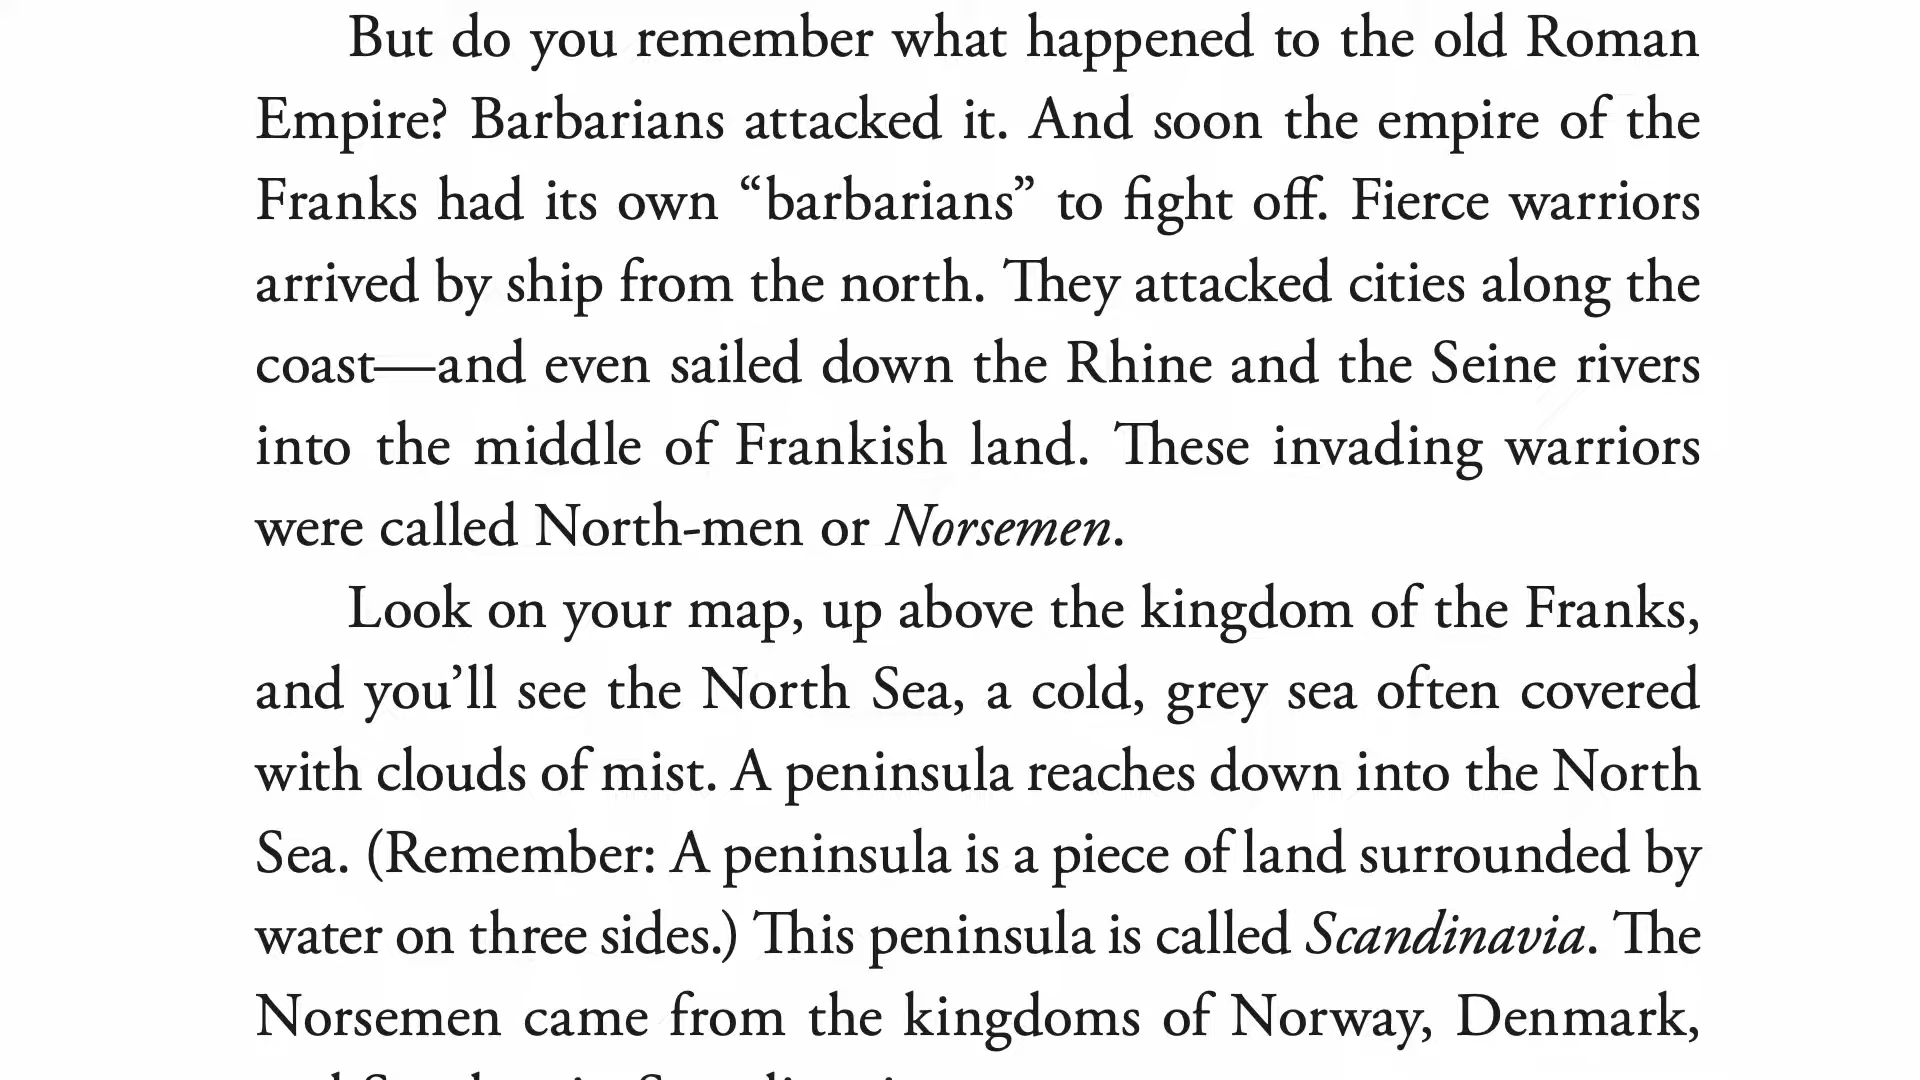 But do you remember what happened to the old Roman
Empire? Barbarians attacked it. And soon the empire of the
Franks had its own “barbarians” to fight off. Fierce warriors
arrived by ship from the north. They attacked cities along the
coast—and even sailed down the Rhine and the Seine rivers
into the middle of Frankish land. These invading warriors
were called North-men or Norsemen.
Look on your map, up above the kingdom of the Franks,
and you’ll see the North Sea, a cold, grey sea often covered
with clouds of mist. A peninsula reaches down into the North
Sea. (Remember: A peninsula is a piece of land surrounded by
water on three sides.) This peninsula is called Scandinavia. The
Norsemen came from the kingdoms of Norway, Denmark,